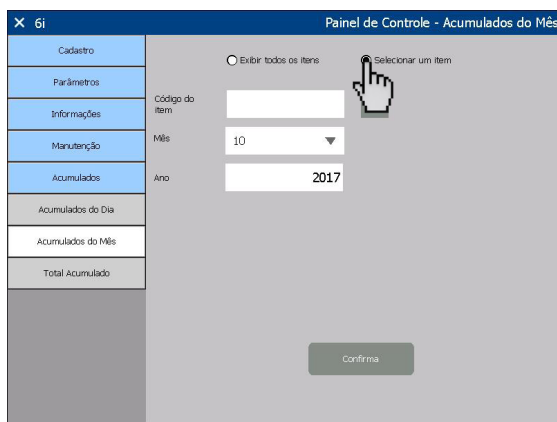 ✕ 6i
Painel de Controle - Acumulados do Mês
Cadastro
Parâmetros
Informações
Manutenção
Acumulados
Acumulados do Dia
Acumulados do Mês
Total Acumulado
Exibir todos os itens
Selecionar um item
Código do
item
Mês
10
Ano
2017
Confirma